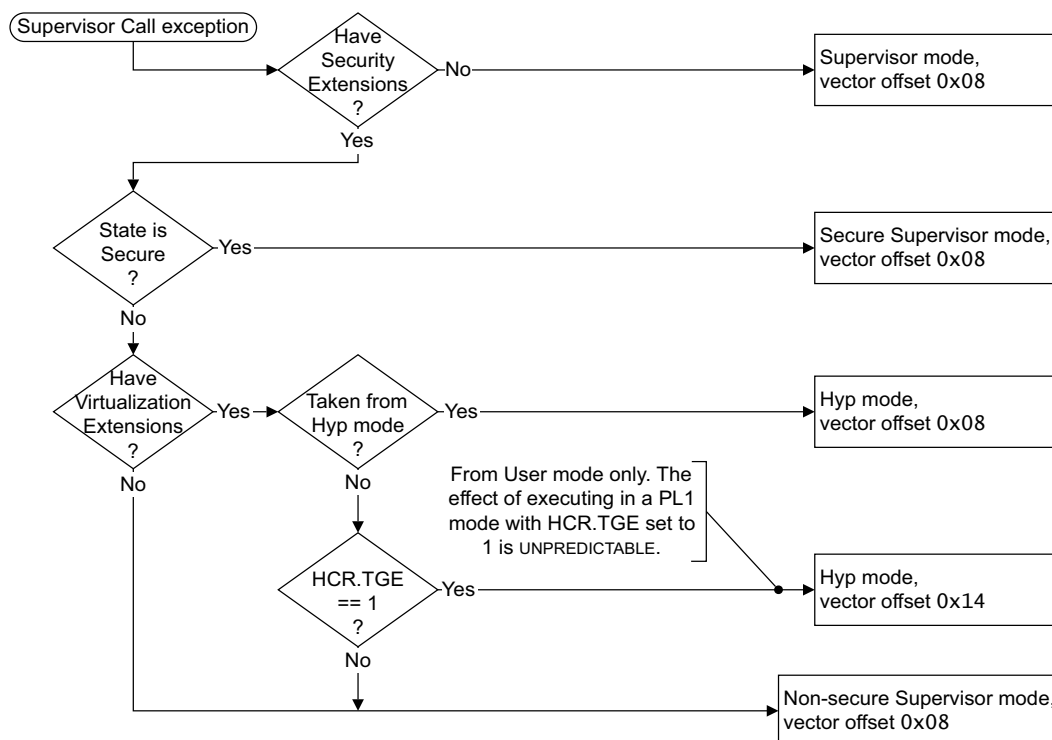 Supervisor Call exception
Have
Security
Extensions
?
No
Yes
Supervisor mode,
vector offset 0x08
State is
Secure
?
Yes
No
Secure Supervisor mode,
vector offset 0x08
Have
Virtualization
Extensions
?
Yes
No
Taken from
Hyp mode
?
Yes
No
Hyp mode,
vector offset 0x08
From User mode only. The
effect of executing in a PL1
mode with HCR.TGE set to
1 is UNPREDICTABLE.
HCR.TGE
== 1
?
Yes
No
Hyp mode,
vector offset 0x14
Non-secure Supervisor mode,
vector offset 0x08